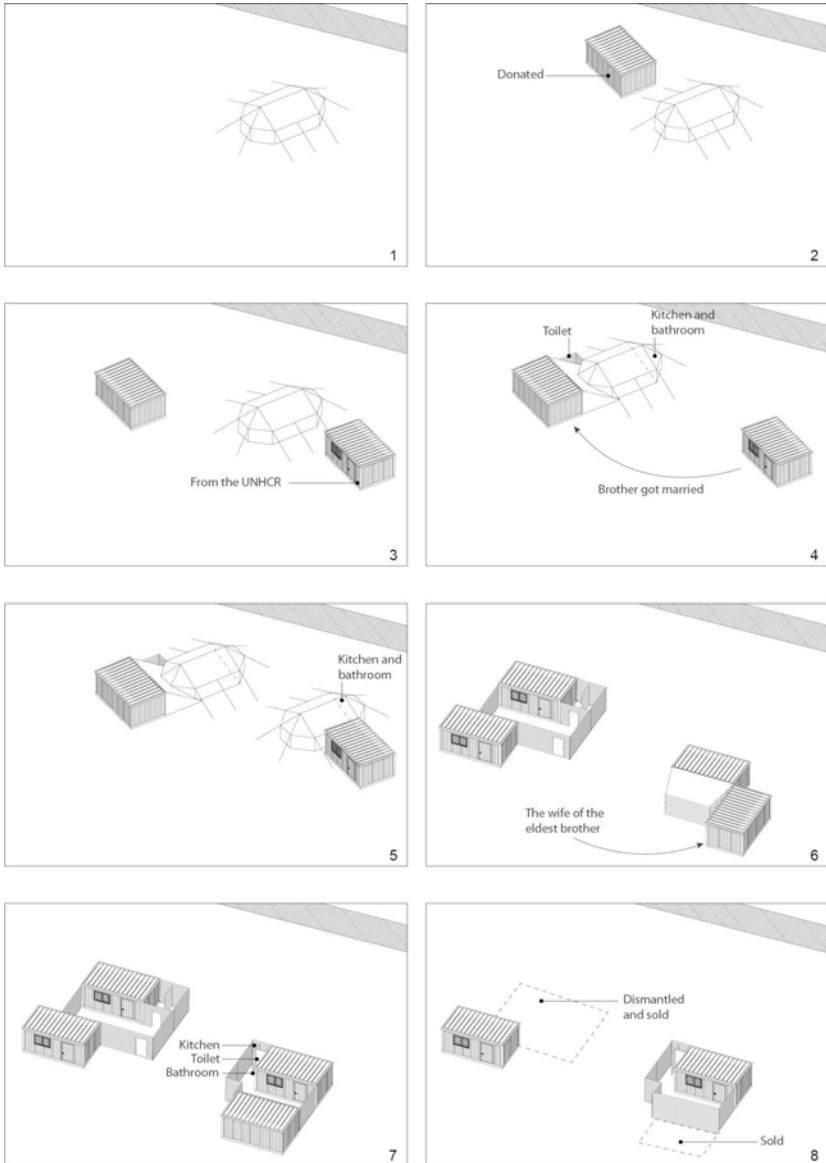 1
Donated
2
From the UNHCR
3
Toilet
Kitchen and
bathroom
Brother got married
4
Kitchen and
bathroom
5
The wife of the
eldest brother
6
Kitchen
Toilet
Bathroom
7
Dismantled
and sold
Sold
8